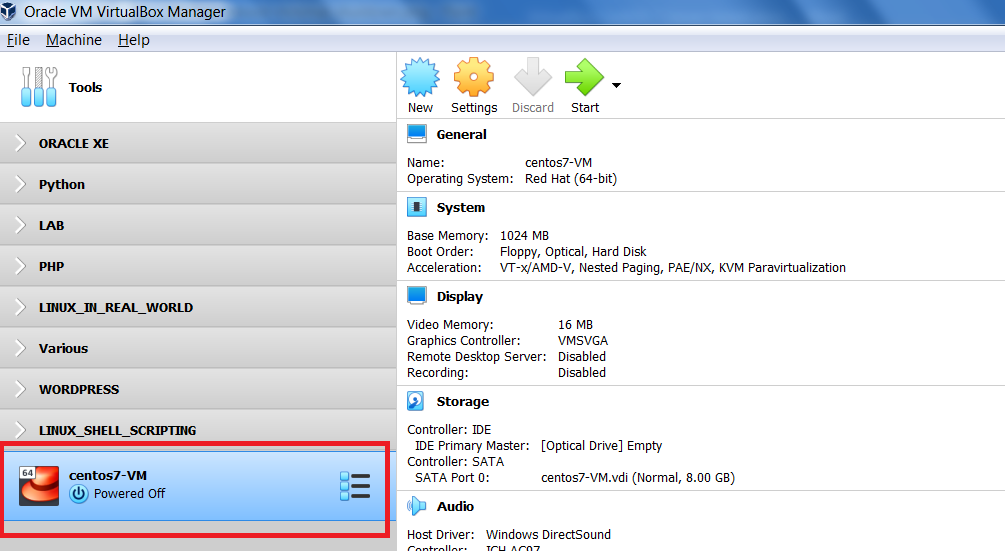 Oracle VM VirtualBox Manager
File Machine Help
Tools
ORACLE XE
Python
LAB
PHP
LINUX_IN_REAL_WORLD
Various
WORDPRESS
LINUX_SHELL_SCRIPTING
64
centos7-VM
Powered Off
New Settings Discard Start
General
Name: centos7-VM
Operating System: Red Hat (64-bit)
System
Base Memory: 1024 MB
Boot Order: Floppy, Optical, Hard Disk
Acceleration: VT-x/AMD-V, Nested Paging, PAE/NX, KVM Paravirtualization
Display
Video Memory: 16 MB
Graphics Controller: VMSVGA
Remote Desktop Server: Disabled
Recording: Disabled
Storage
Controller: IDE
IDE Primary Master: [Optical Drive] Empty
Controller: SATA
SATA Port 0: centos7-VM.vdi (Normal, 8.00 GB)
Audio
Host Driver: Windows DirectSound
Controller: ICH AC97